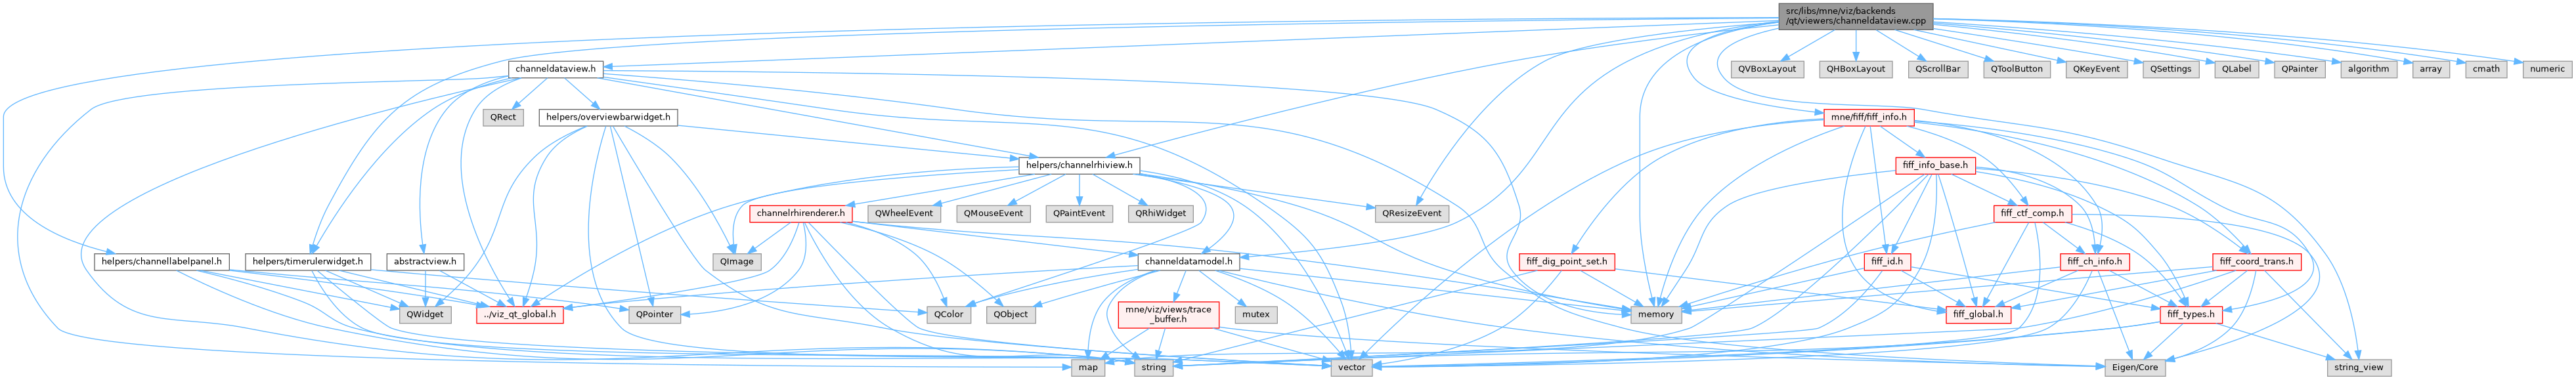 src/libs/mne/viz/backends
/qt/viewers/channeldataview.cpp
channeldataview.h
QVBoxLayout
QHBoxLayout
QScrollBar
QToolButton
QKeyEvent
QSettings
QLabel
QPainter
algorithm
array
cmath
numeric
QRect
helpers/overviewbarwidget.h
mne/fiff/fiff_info.h
helpers/channelrhiview.h
fiff_info_base.h
channelrhirenderer.h
QWheelEvent
QMouseEvent
QPaintEvent
QRhiWidget
QResizeEvent
fiff_ctf_comp.h
helpers/channellabelpanel.h
helpers/timerulerwidget.h
abstractview.h
QImage
channeldatamodel.h
fiff_dig_point_set.h
fiff_id.h
fiff_ch_info.h
fiff_coord_trans.h
QWidget
../viz_qt_global.h
QPointer
QColor
QObject
mne/viz/views/trace
_buffer.h
mutex
memory
fiff_global.h
fiff_types.h
map
string
vector
Eigen/Core
string_view